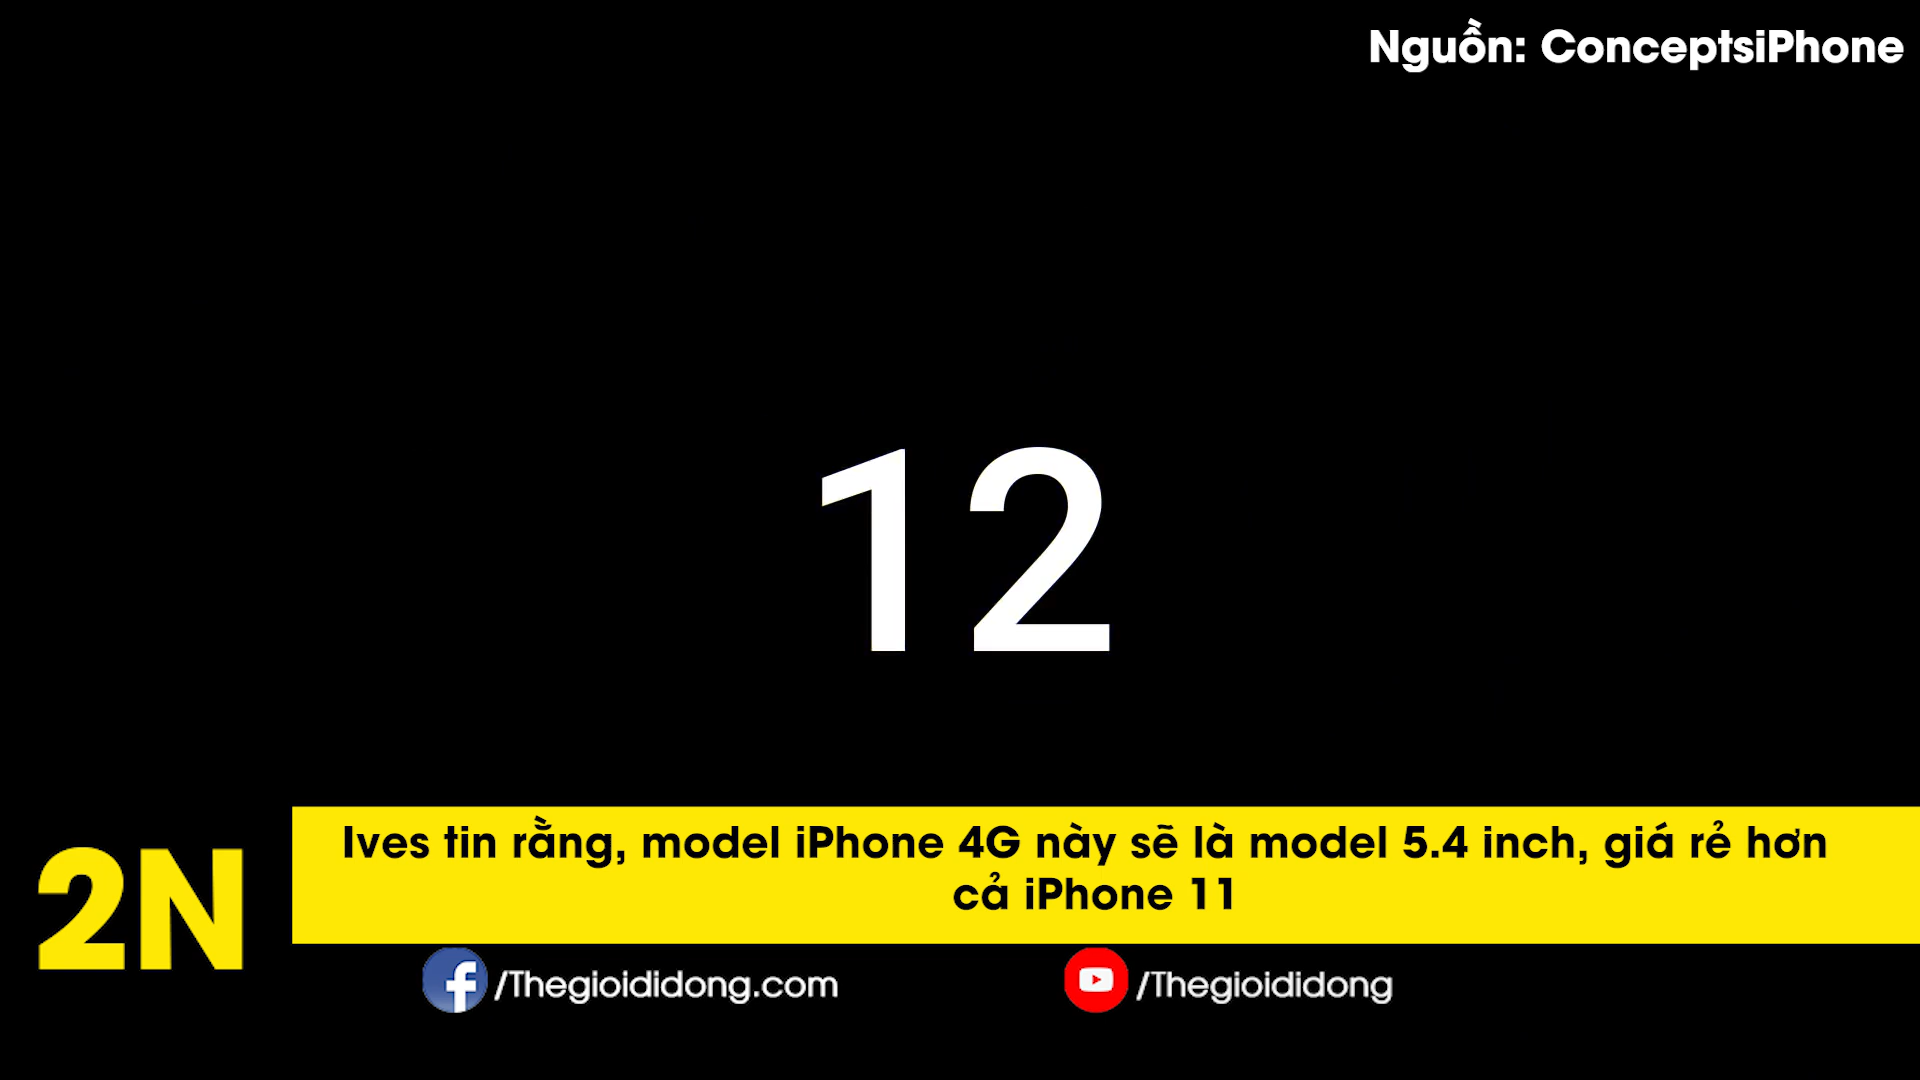 Nguồn: ConceptsiPhone
12
2N
Ives tin rằng, model iPhone 4G này sẽ là model 5.4 inch, giá rẻ hơn
cả iPhone 11
/Thegioididong.com
/Thegioididong